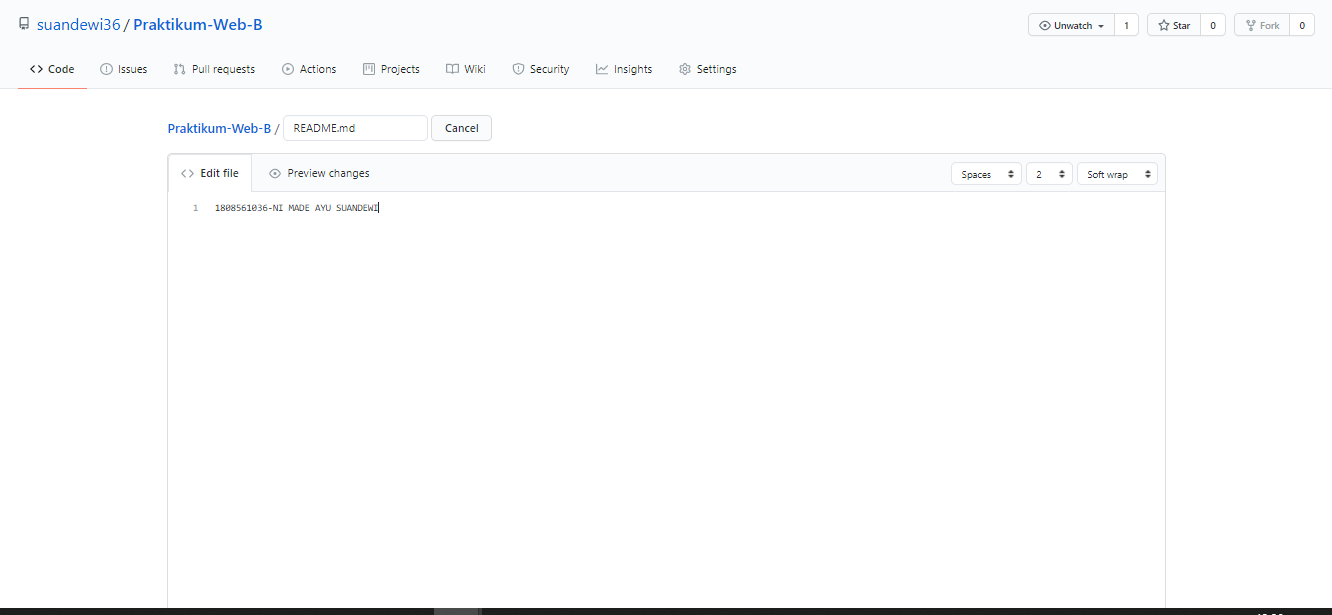 suandewi36 / Praktikum-Web-B
Unwatch 1 Star 0 Fork 0
Code Issues Pull requests Actions Projects Wiki Security Insights Settings
Praktikum-Web-B / README.md Cancel
Edit file Preview changes Spaces 2 Soft wrap
1 1808561036-NI MADE AYU SUANDEWI